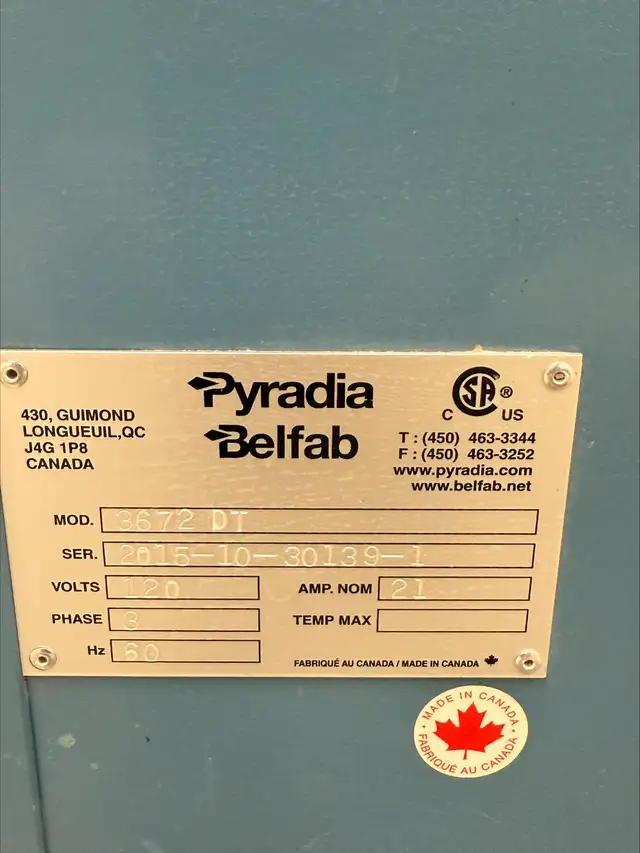 Pyradia
Belfab
430, GUIMOND
LONGUEUIL,QC
J4G 1P8
CANADA
CSA ®
C US
T : (450) 463-3344
F : (450) 463-3252
www.pyradia.com
www.belfab.net
MOD. 3672 DT
SER. 2015-10-30139-1
VOLTS 120 AMP. NOM 21
PHASE 3 TEMP MAX
Hz 60
FABRIQUÉ AU CANADA / MADE IN CANADA
MADE IN CANADA
FABRIQUÉ AU CANADA